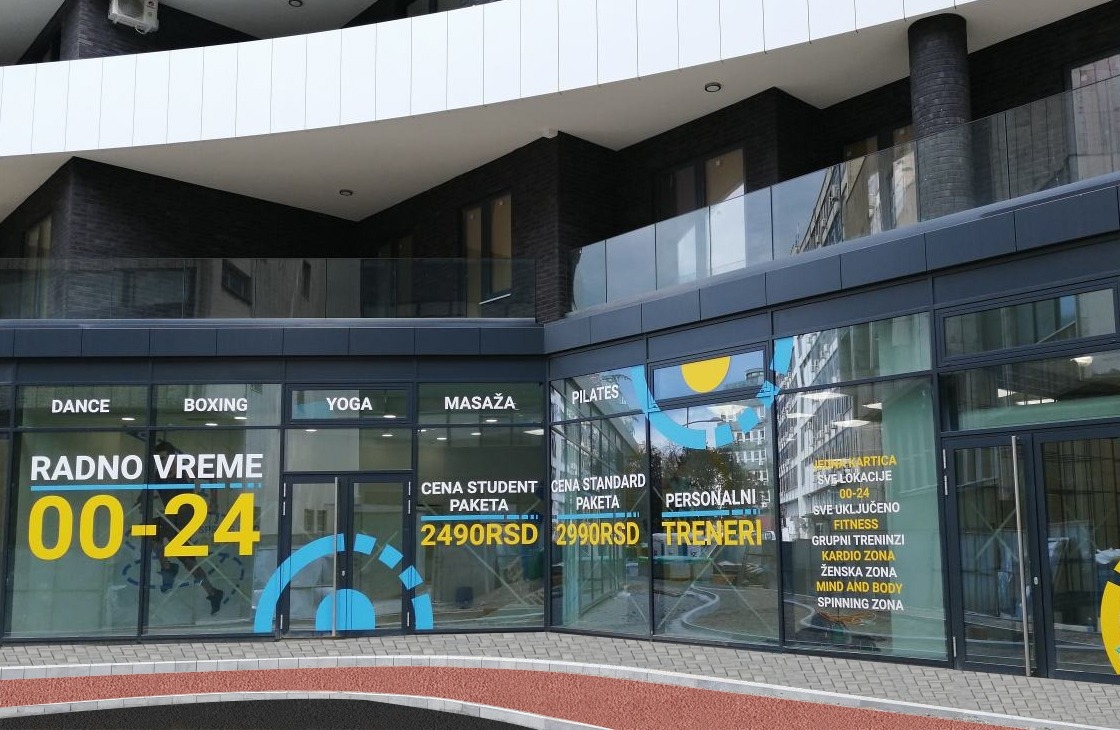 DANCE
BOXING
YOGA
MASAŽA
PILATES
RADNO VREME
00-24
CENA STUDENT
PAKETA
2490RSD
CENA STANDARD
PAKETA
2990RSD
PERSONALNI
TRENERI
JEDNA KARTICA
SVE LOKACIJE
00-24
SVE UKLJUČENO
FITNESS
GRUPNI TRENINZI
KARDIO ZONA
ŽENSKA ZONA
MIND AND BODY
SPINNING ZONA